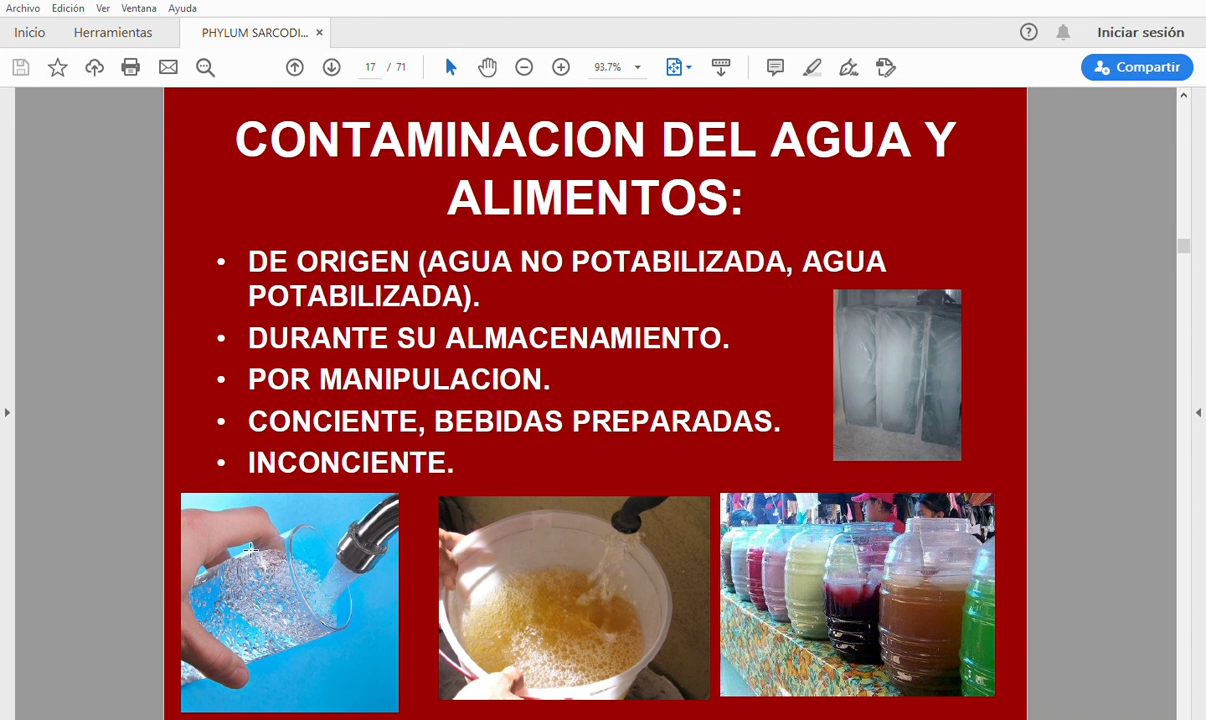 Archivo Edición Ver Ventana Ayuda
Inicio Herramientas PHYLUM SARCODI... × Iniciar sesión
17 / 71 93.7% Compartir
CONTAMINACION DEL AGUA Y
ALIMENTOS:
• DE ORIGEN (AGUA NO POTABILIZADA, AGUA
POTABILIZADA).
• DURANTE SU ALMACENAMIENTO.
• POR MANIPULACION.
• CONCIENTE, BEBIDAS PREPARADAS.
• INCONCIENTE.